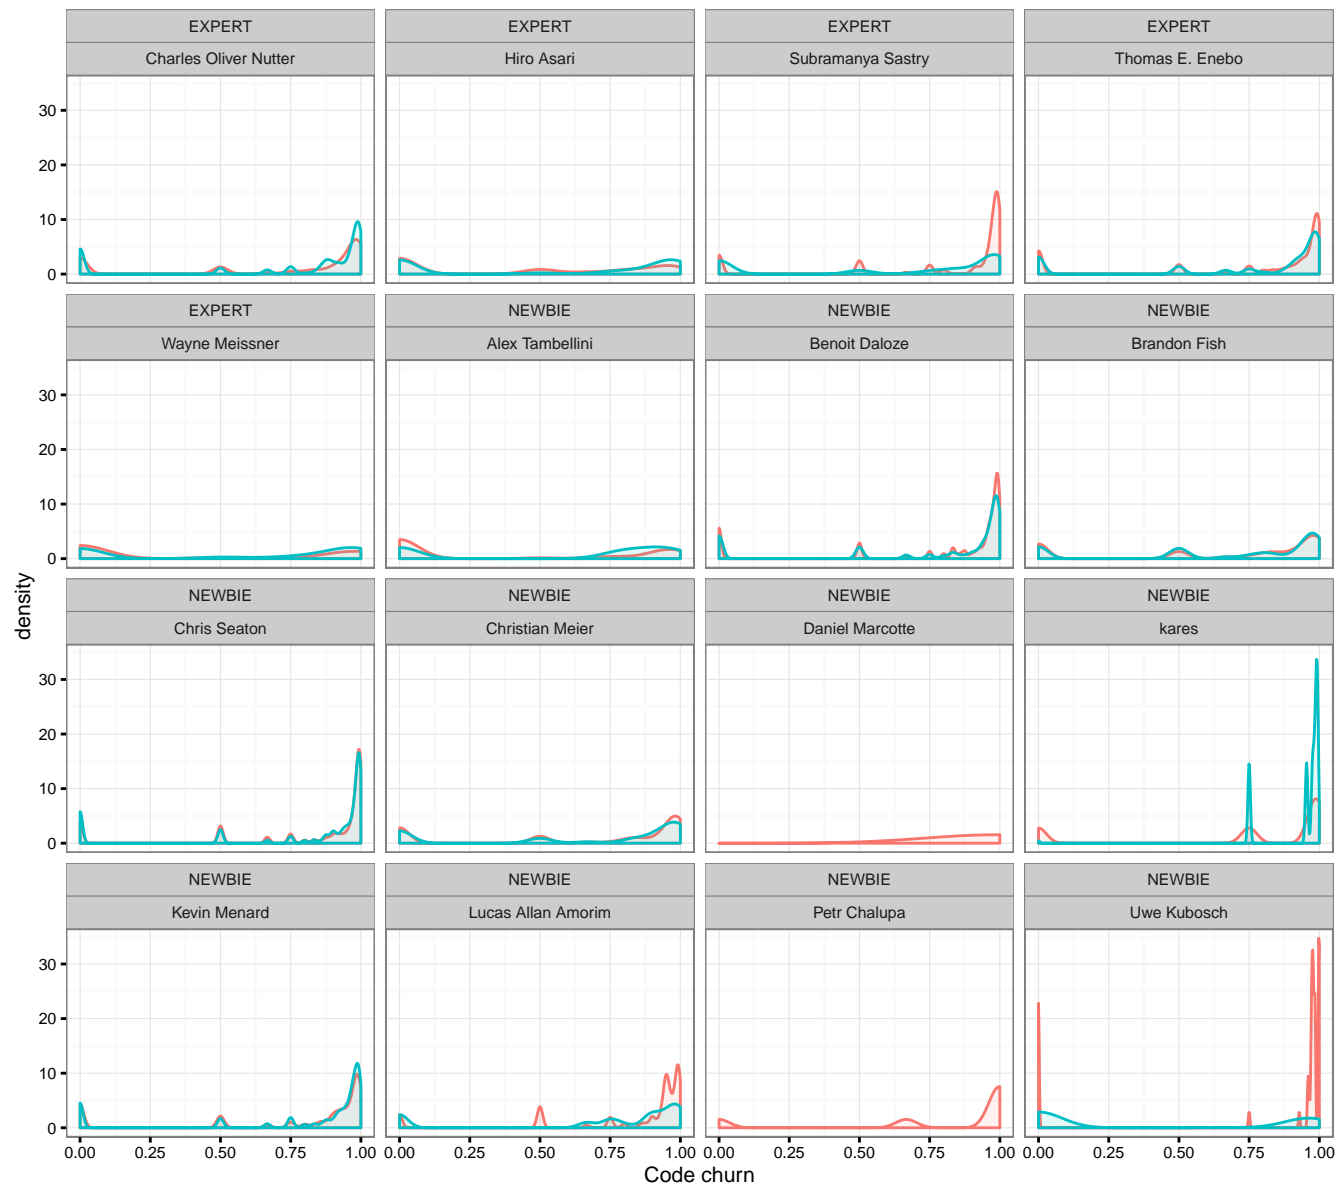 EXPERT EXPERT EXPERT EXPERT
Charles Oliver Nutter Hiro Asari Subramanya Sastry Thomas E. Enebo
30
20
10
0
EXPERT NEWBIE NEWBIE NEWBIE
Wayne Meissner Alex Tambellini Benoit Daloze Brandon Fish
30
20
10
0
density
NEWBIE NEWBIE NEWBIE NEWBIE
Chris Seaton Christian Meier Daniel Marcotte kares
30
20
10
0
NEWBIE NEWBIE NEWBIE NEWBIE
Kevin Menard Lucas Allan Amorim Petr Chalupa Uwe Kubosch
30
20
10
0
0.00 0.25 0.50 0.75 1.00 0.00 0.25 0.50 0.75 1.00 0.00 0.25 0.50 0.75 1.00 0.00 0.25 0.50 0.75 1.00
Code churn